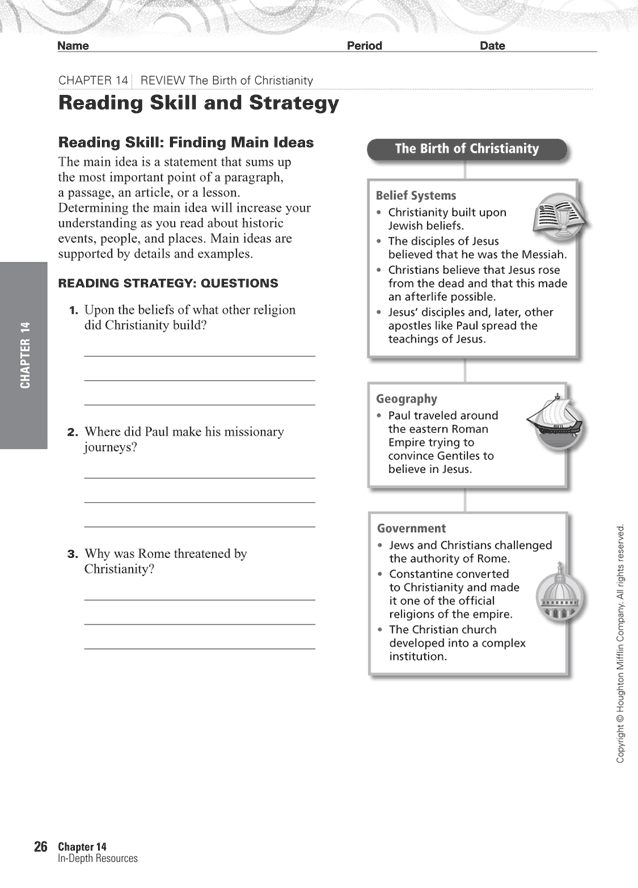 Name Period Date
CHAPTER 14 REVIEW The Birth of Christianity
Reading Skill and Strategy
Reading Skill: Finding Main Ideas
The main idea is a statement that sums up
the most important point of a paragraph,
a passage, an article, or a lesson.
Determining the main idea will increase your
understanding as you read about historic
events, people, and places. Main ideas are
supported by details and examples.
READING STRATEGY: QUESTIONS
1. Upon the beliefs of what other religion
did Christianity build?
2. Where did Paul make his missionary
journeys?
3. Why was Rome threatened by
Christianity?
The Birth of Christianity
Belief Systems
• Christianity built upon
Jewish beliefs.
• The disciples of Jesus
believed that he was the Messiah.
• Christians believe that Jesus rose
from the dead and that this made
an afterlife possible.
• Jesus' disciples and, later, other
apostles like Paul spread the
teachings of Jesus.
Geography
• Paul traveled around
the eastern Roman
Empire trying to
convince Gentiles to
believe in Jesus.
Government
• Jews and Christians challenged
the authority of Rome.
• Constantine converted
to Christianity and made
it one of the official
religions of the empire.
• The Christian church
developed into a complex
institution.
CHAPTER 14
Copyright © Houghton Mifflin Company. All rights reserved.
26 Chapter 14
In-Depth Resources